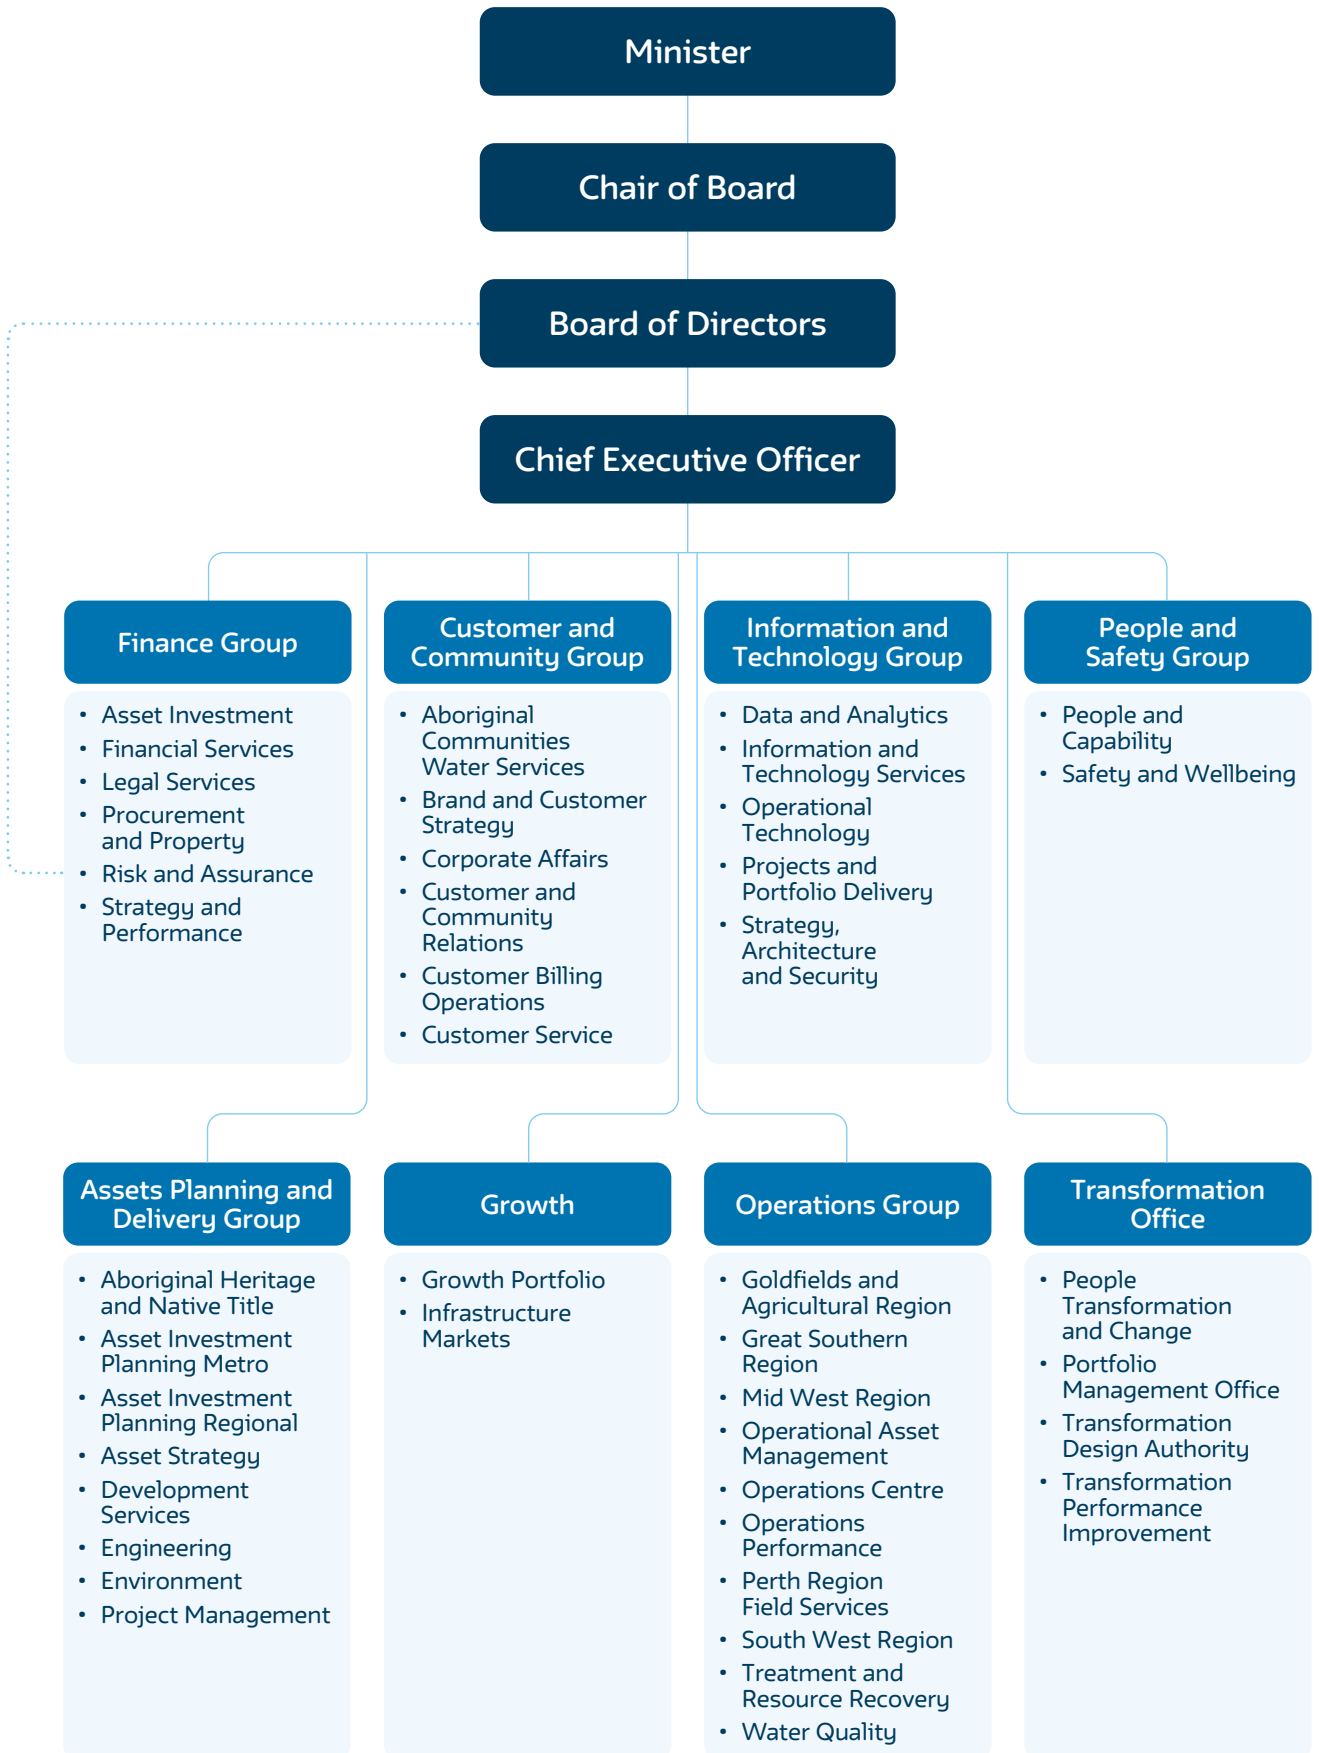 Minister
Chair of Board
Board of Directors
Chief Executive Officer
Finance Group
• Asset Investment
• Financial Services
• Legal Services
• Procurement
and Property
• Risk and Assurance
• Strategy and
Performance
Customer and
Community Group
• Aboriginal
Communities
Water Services
• Brand and Customer
Strategy
• Corporate Affairs
• Customer and
Community
Relations
• Customer Billing
Operations
• Customer Service
Information and
Technology Group
• Data and Analytics
• Information and
Technology Services
• Operational
Technology
• Projects and
Portfolio Delivery
• Strategy,
Architecture
and Security
People and
Safety Group
• People and
Capability
• Safety and Wellbeing
Assets Planning and
Delivery Group
• Aboriginal Heritage
and Native Title
• Asset Investment
Planning Metro
• Asset Investment
Planning Regional
• Asset Strategy
• Development
Services
• Engineering
• Environment
• Project Management
Growth
• Growth Portfolio
• Infrastructure
Markets
Operations Group
• Goldfields and
Agricultural Region
• Great Southern
Region
• Mid West Region
• Operational Asset
Management
• Operations Centre
• Operations
Performance
• Perth Region
Field Services
• South West Region
• Treatment and
Resource Recovery
• Water Quality
Transformation
Office
• People
Transformation
and Change
• Portfolio
Management Office
• Transformation
Design Authority
• Transformation
Performance
Improvement